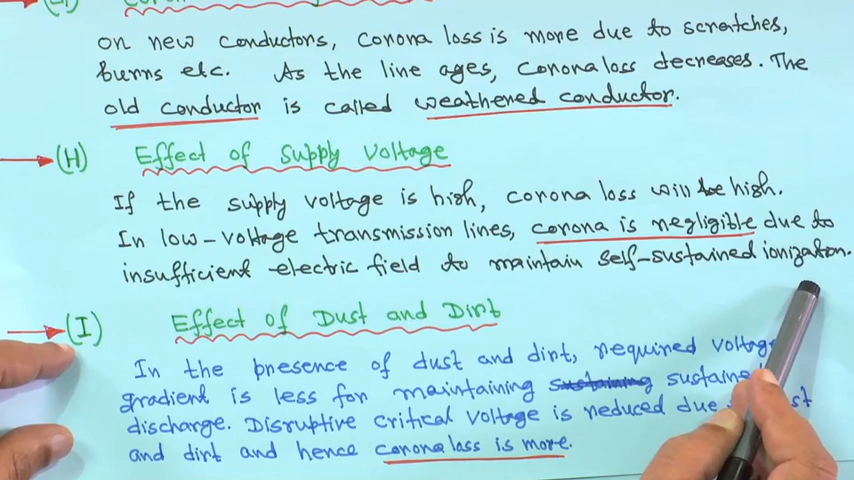 on new conductors, corona loss is more due to scratches,
burns etc. As the line ages, corona loss decreases. The
old conductor is called weathered conductor.
(H) Effect of Supply Voltage
If the supply voltage is high, corona loss will be high.
In low-voltage transmission lines, corona is negligible due to
insufficient electric field to maintain self-sustained ionization.
(I) Effect of Dust and Dirt
In the presence of dust and dirt, required voltage
gradient is less for maintaining sustained
discharge. Disruptive critical voltage is reduced due
and dirt and hence corona loss is more.